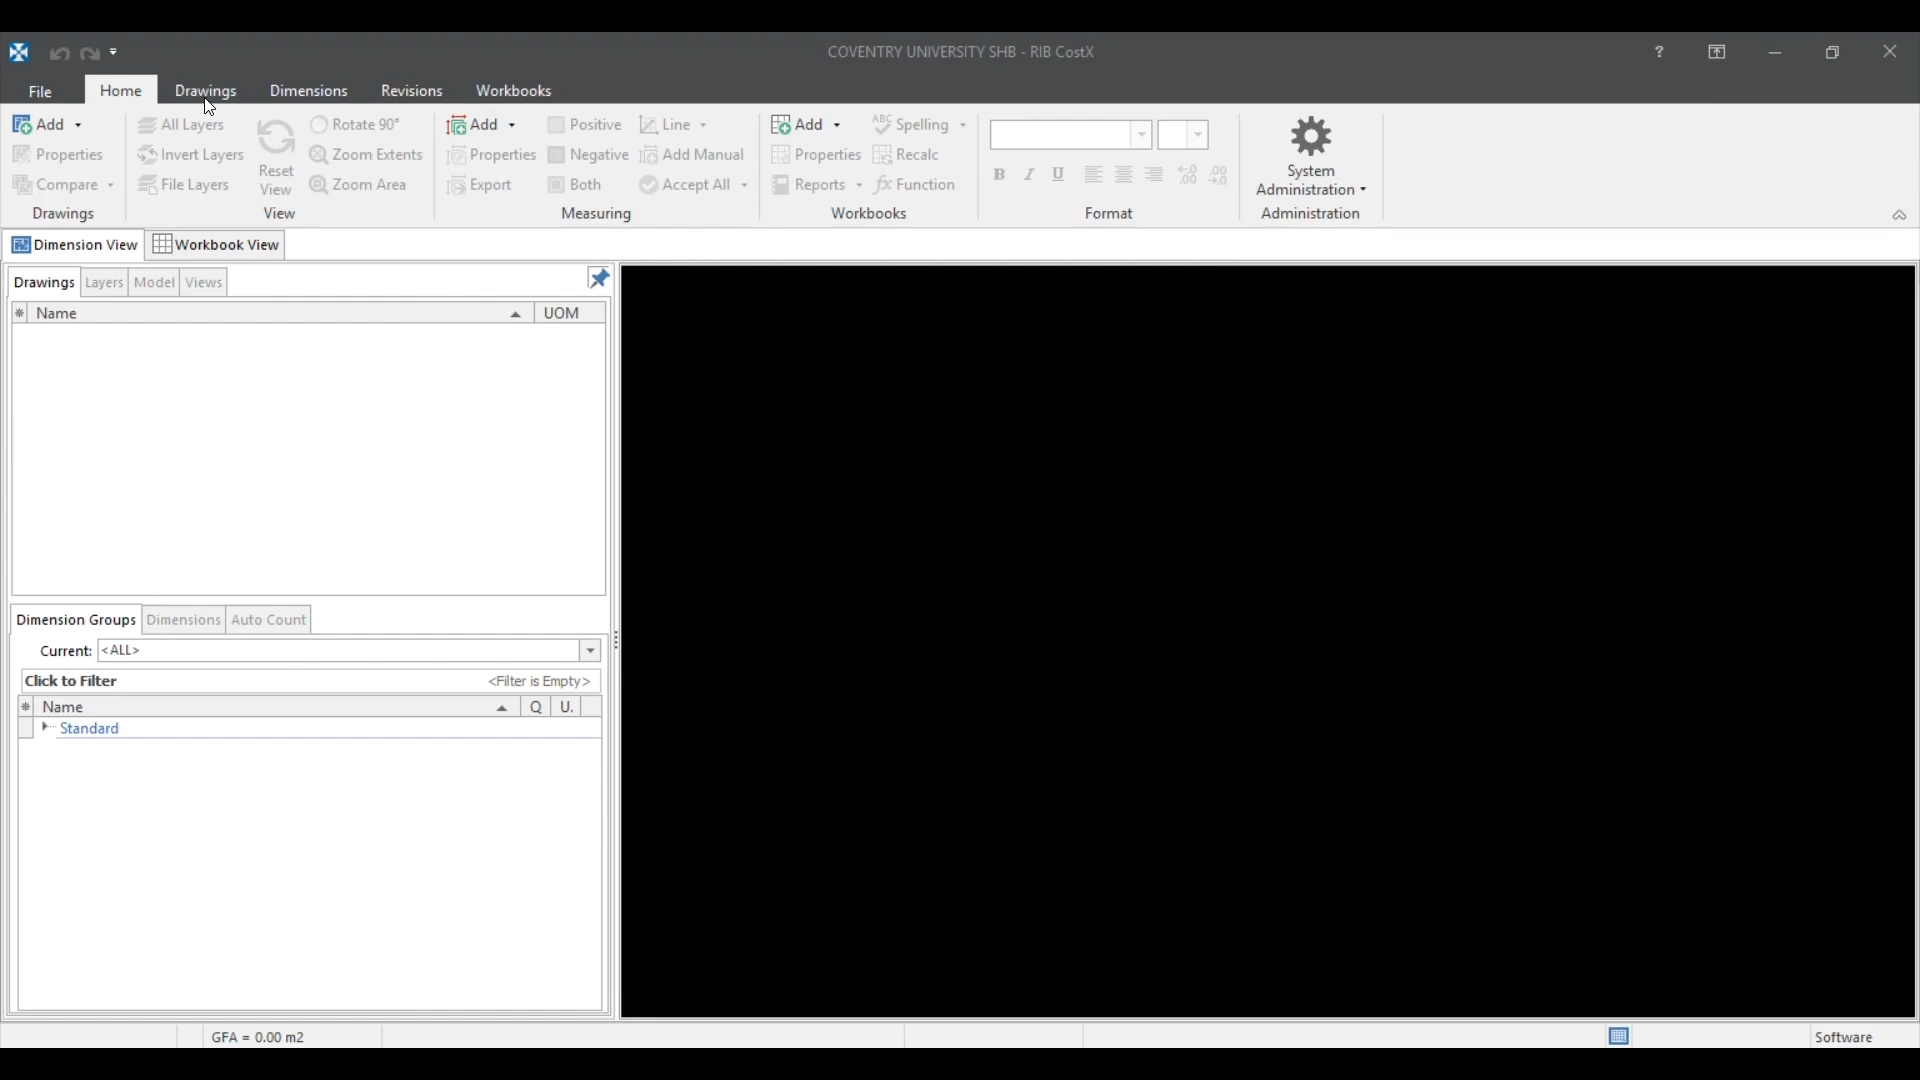 COVENTRY UNIVERSITY SHB - RIB CostX
?
File Home Drawings Dimensions Revisions Workbooks
Add All Layers Rotate 90° Add Positive Line Add ABC Spelling
Properties Invert Layers Zoom Extents Properties Negative Add Manual Properties Recalc
Compare File Layers Reset View Zoom Area Export Both Accept All Reports fx Function
B I U
System Administration
Drawings View Measuring Workbooks Format Administration
Dimension View Workbook View
Drawings Layers Model Views
Name UOM
Dimension Groups Dimensions Auto Count
Current: <ALL>
Click to Filter <Filter is Empty>
Name Q U.
Standard
GFA = 0.00 m2 Software